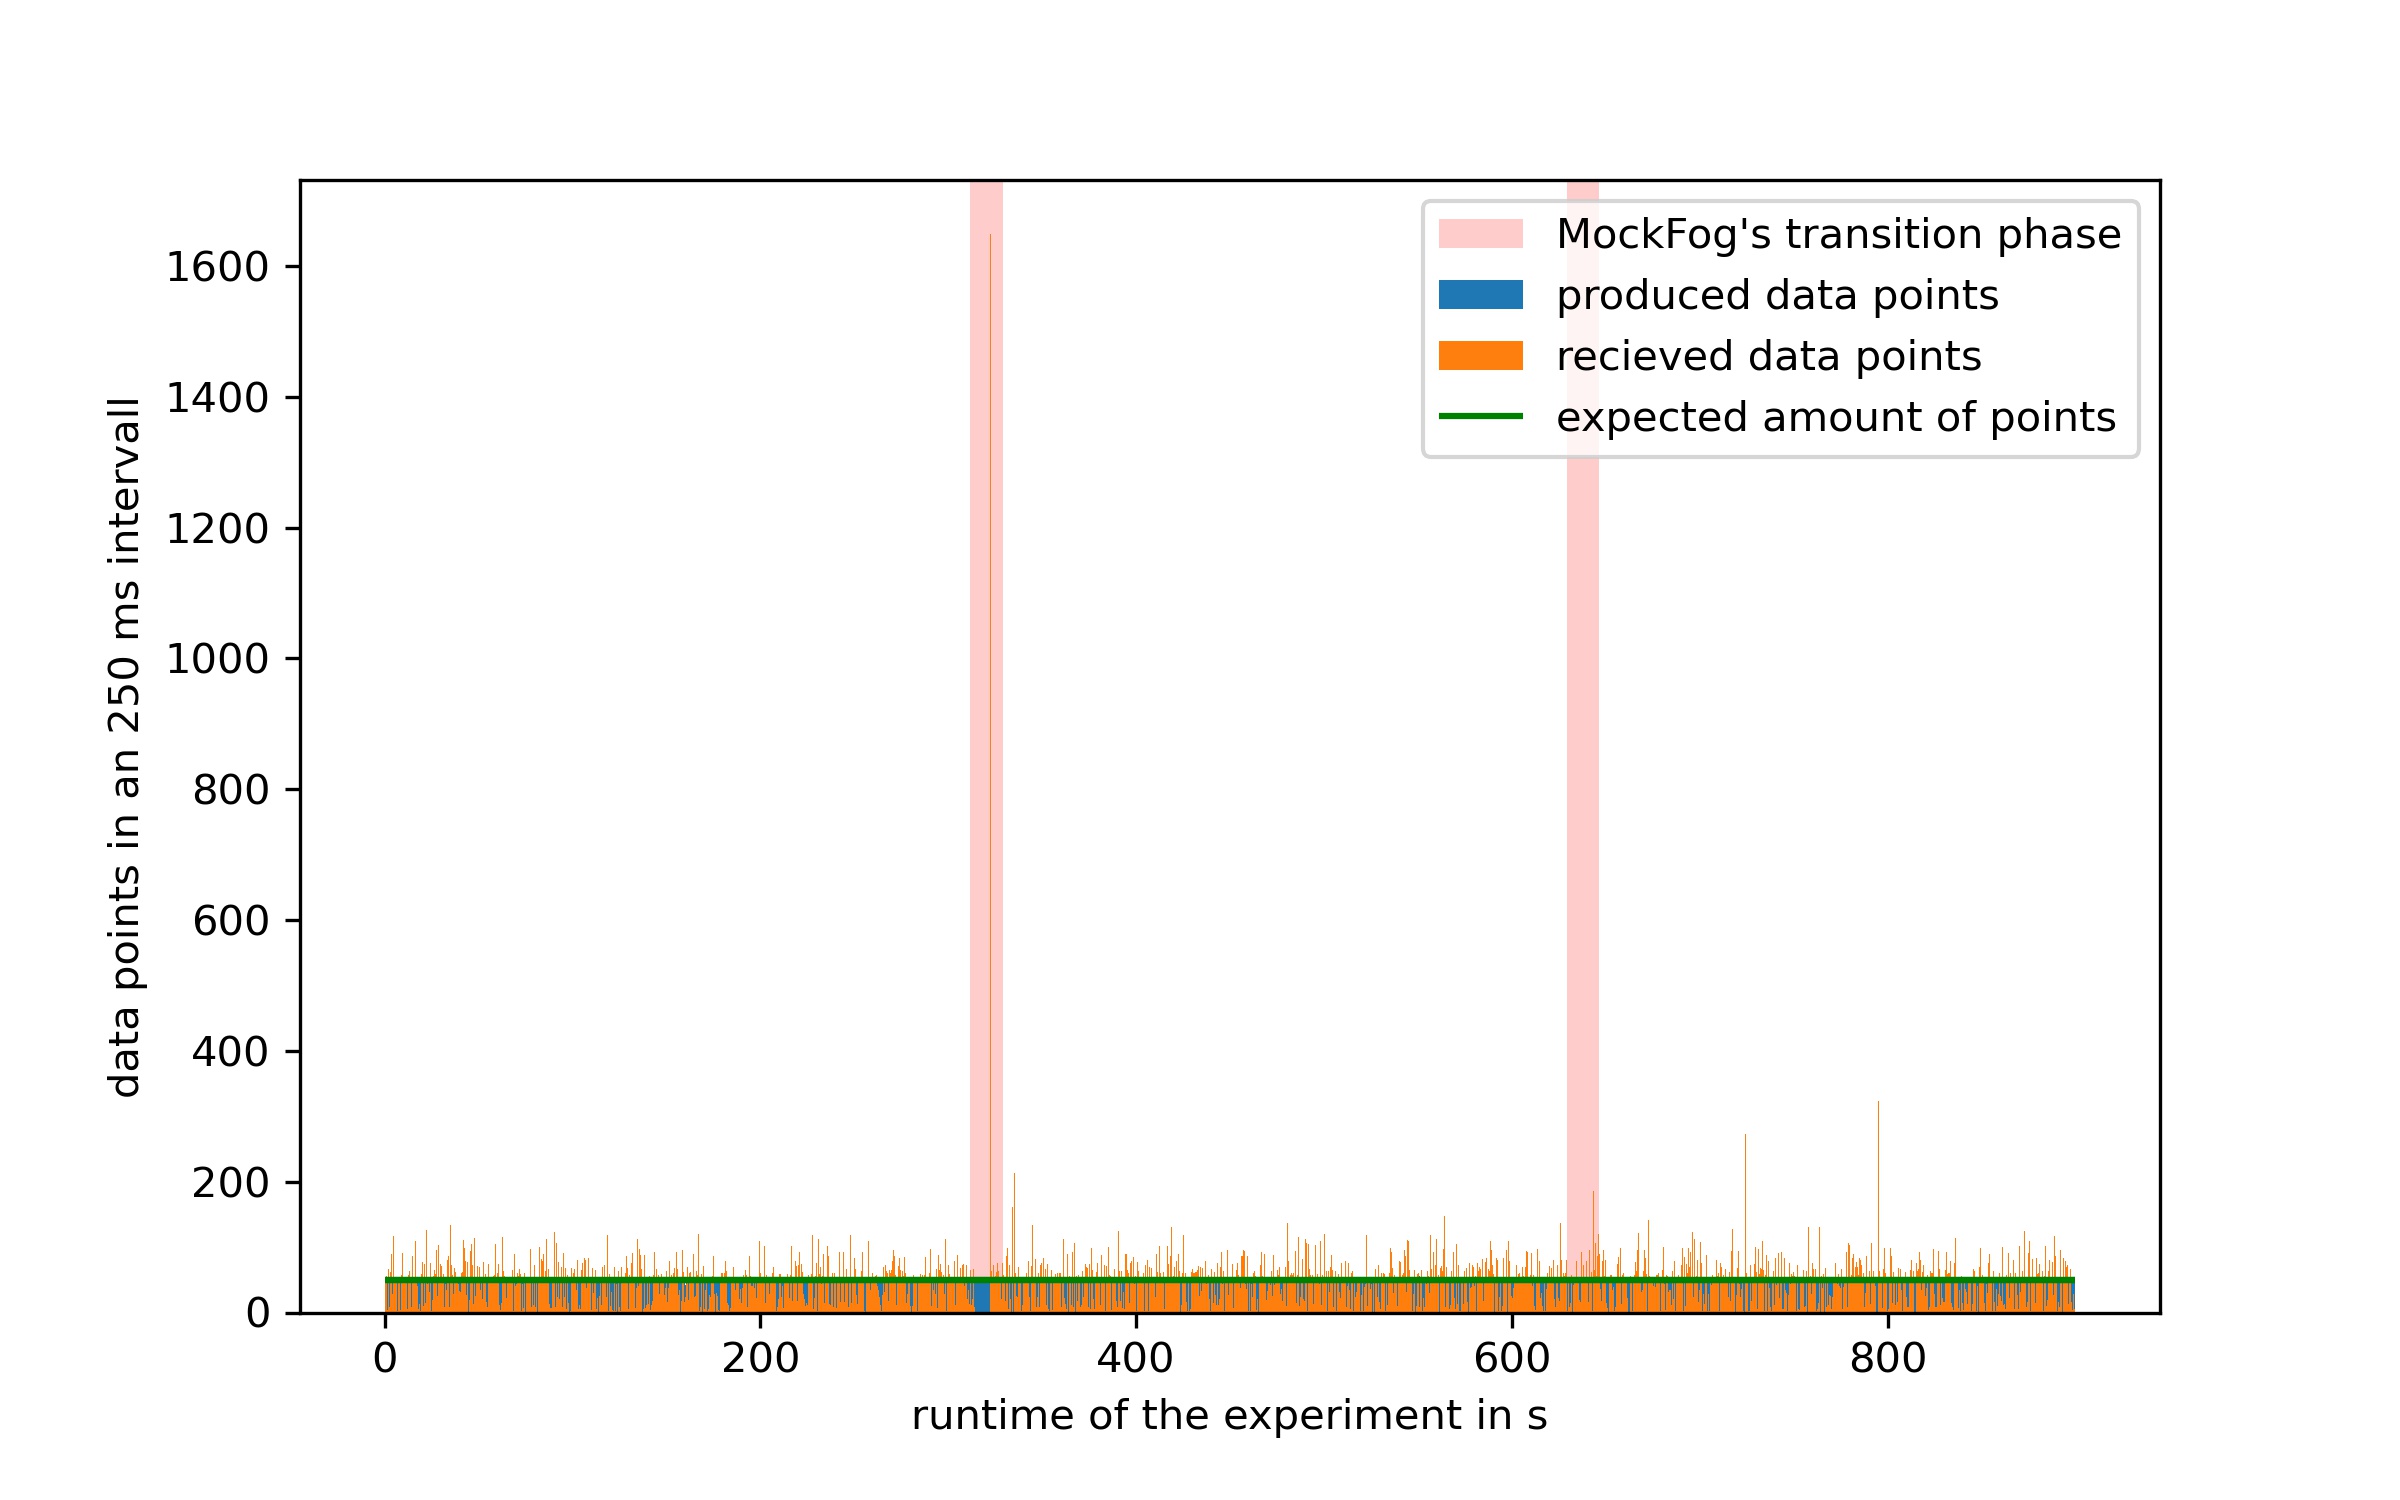 MockFog's transition phase
produced data points
recieved data points
expected amount of points
1600
1400
1200
1000
800
600
400
200
0
data points in an 250 ms intervall
0 200 400 600 800
runtime of the experiment in s